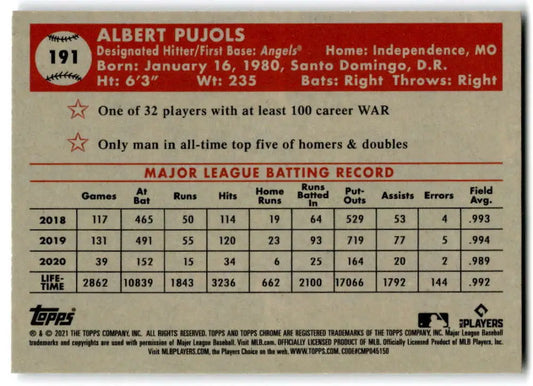 191
ALBERT PUJOLS
Designated Hitter/First Base: Angels® Home: Independence, MO
Born: January 16, 1980, Santo Domingo, D.R.
Ht: 6'3" Wt: 235 Bats: Right Throws: Right
One of 32 players with at least 100 career WAR
Only man in all-time top five of homers & doubles
MAJOR LEAGUE BATTING RECORD
Games At Bat Runs Hits Home Runs Runs Batted In Put-Outs Assists Errors Field Avg.
2018 117 465 50 114 19 64 529 53 4 .993
2019 131 491 55 120 23 93 719 77 5 .994
2020 39 152 15 34 6 25 164 20 2 .989
LIFE-TIME 2862 10839 1843 3236 662 2100 17066 1792 144 .992
Topps
PLAYERS
® & © 2021 THE TOPPS COMPANY, INC. ALL RIGHTS RESERVED. TOPPS AND TOPPS CHROME ARE REGISTERED TRADEMARKS OF THE TOPPS COMPANY, INC. Major League Baseball
trademarks and copyrights are used with permission of Major League Baseball. Visit MLB.com. OFFICIALLY LICENSED PRODUCT OF MLB Players, Inc.
Visit MLBPLAYERS.com, the Players Choice on the web. WWW.TOPPS.COM. CODE#CMP045150